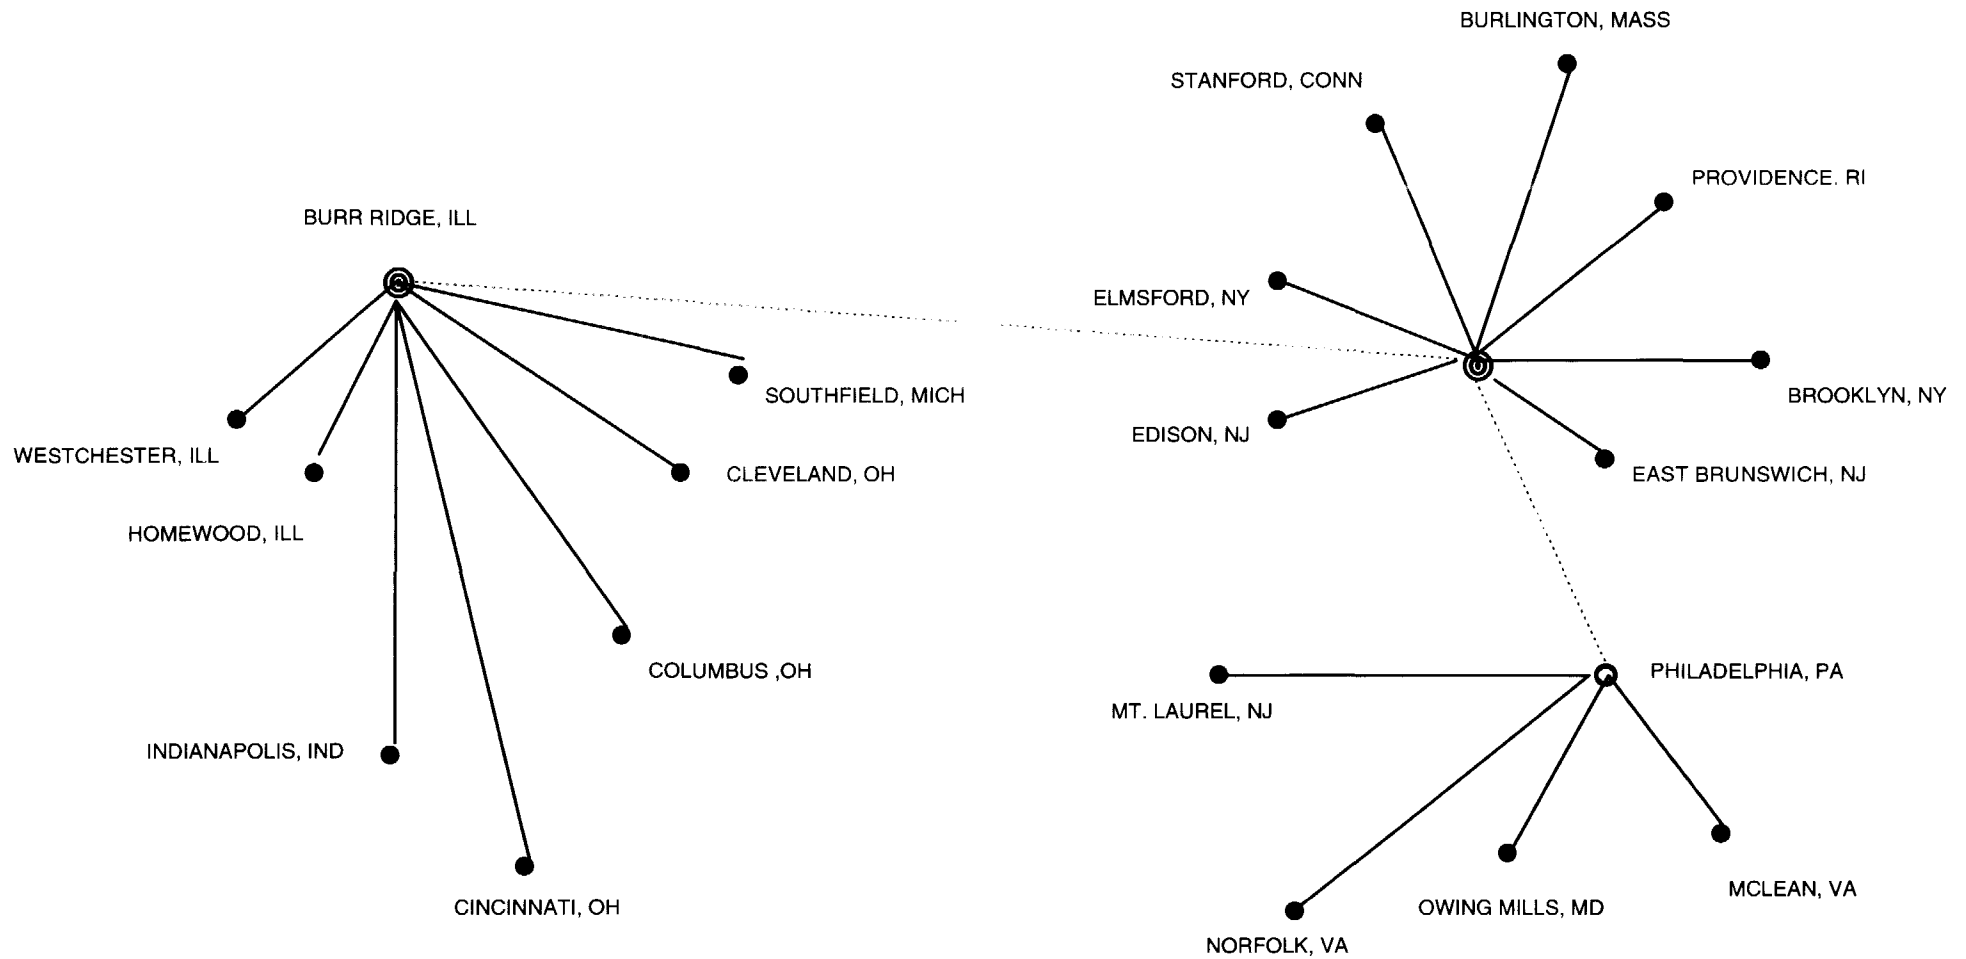 BURLINGTON, MASS
STANFORD, CONN
PROVIDENCE. RI
BURR RIDGE, ILL
ELMSFORD, NY
SOUTHFIELD, MICH
BROOKLYN, NY
EDISON, NJ
WESTCHESTER, ILL
CLEVELAND, OH
EAST BRUNSWICH, NJ
HOMEWOOD, ILL
COLUMBUS ,OH
PHILADELPHIA, PA
MT. LAUREL, NJ
INDIANAPOLIS, IND
MCLEAN, VA
CINCINNATI, OH
OWING MILLS, MD
NORFOLK, VA